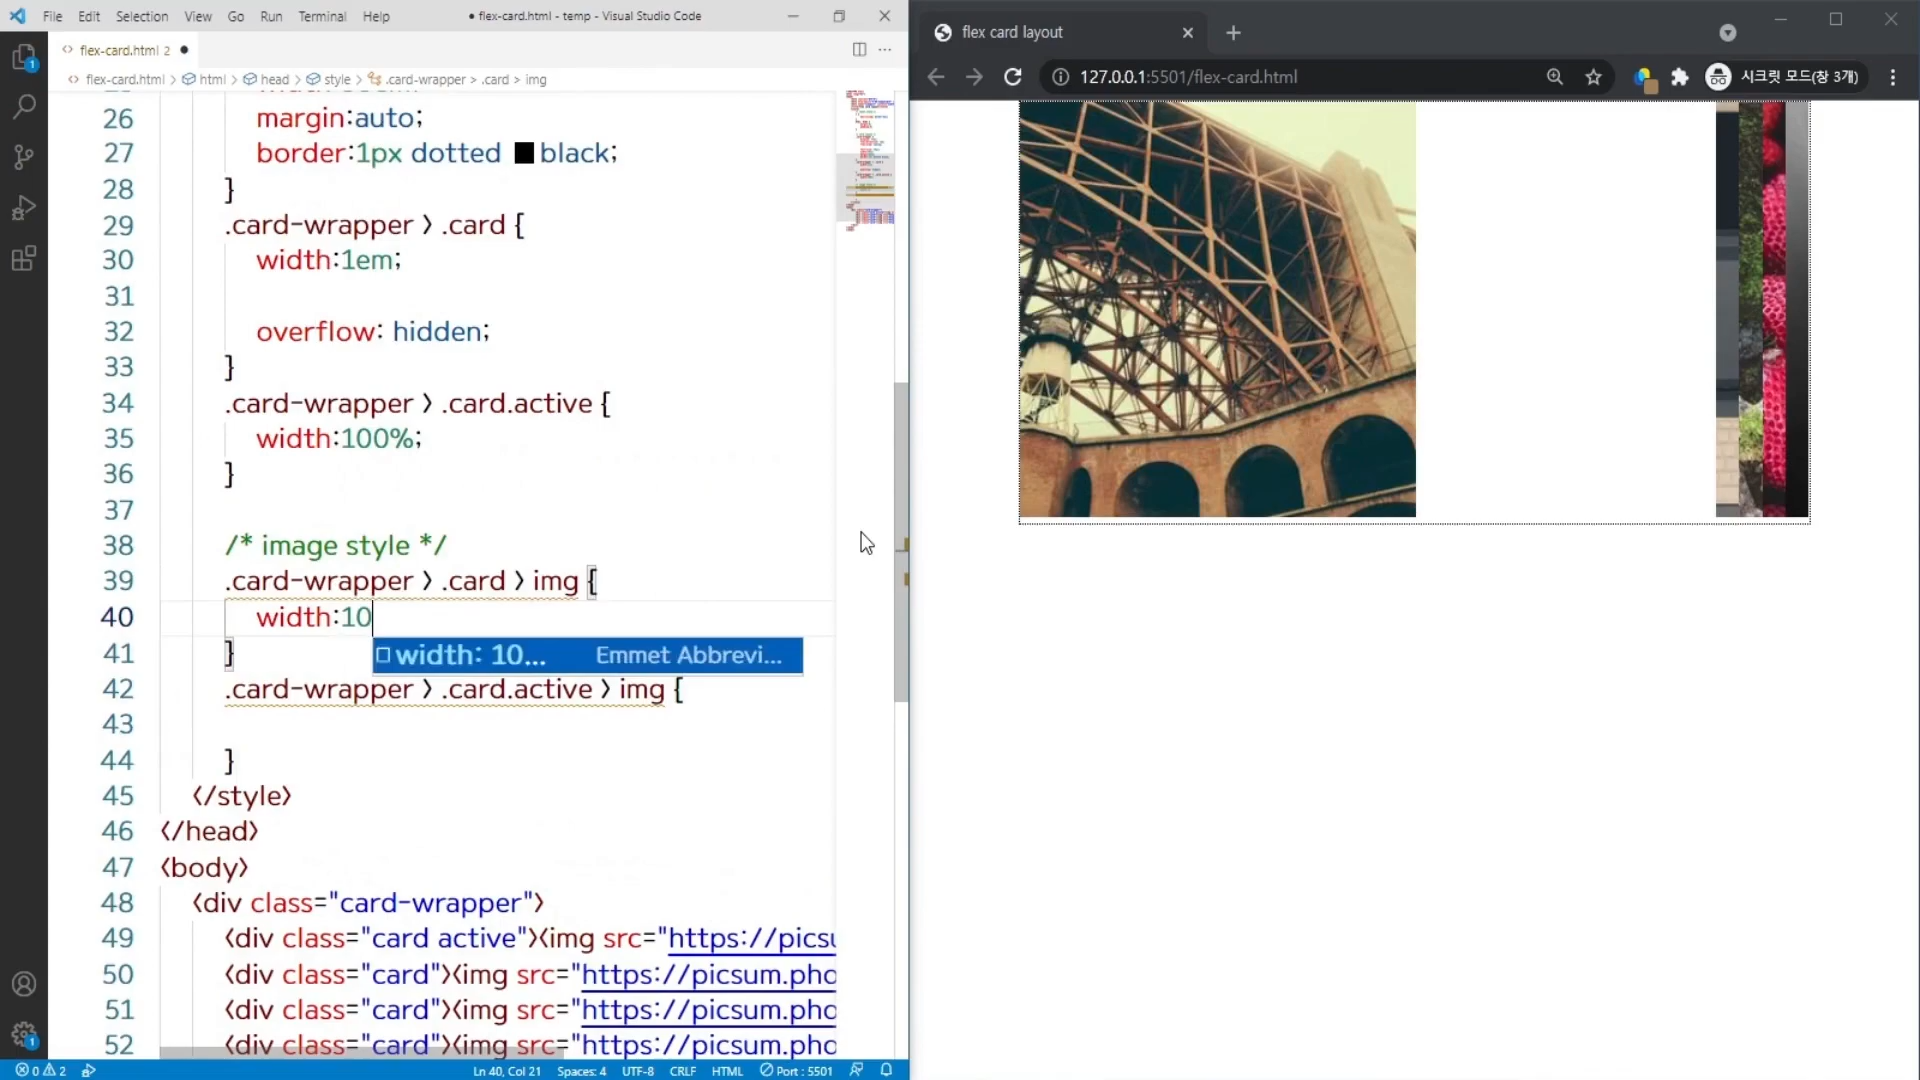 File Edit Selection View Go Run Terminal Help
● flex-card.html - temp - Visual Studio Code
flex-card.html 2 ●
flex-card.html > html > head > style > .card-wrapper > .card > img
26 margin:auto;
27 border:1px dotted black;
28 }
29 .card-wrapper > .card {
30 width:1em;
31
32 overflow: hidden;
33 }
34 .card-wrapper > .card.active {
35 width:100%;
36 }
37
38 /* image style */
39 .card-wrapper > .card > img {
40 width:10
width: 10... Emmet Abbrevi...
41 }
42 .card-wrapper > .card.active > img {
43
44 }
45 </style>
46 </head>
47 <body>
48 <div class="card-wrapper">
49 <div class="card active"><img src="https://picsu
50 <div class="card"><img src="https://picsum.pho
51 <div class="card"><img src="https://picsum.pho
52 <div class="card"><img src="https://picsum.pho
1
1
0 2
Ln 40, Col 21 Spaces: 4 UTF-8 CRLF HTML Port : 5501
flex card layout
127.0.0.1:5501/flex-card.html
시크릿 모드(창 3개)